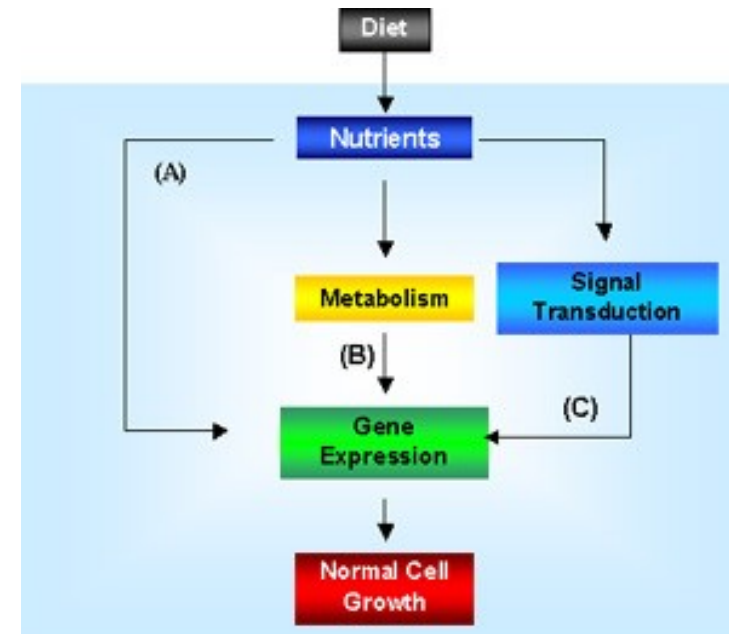 Diet
Nutrients
(A)
Metabolism
Signal
Transduction
(B)
(C)
Gene
Expression
Normal Cell
Growth